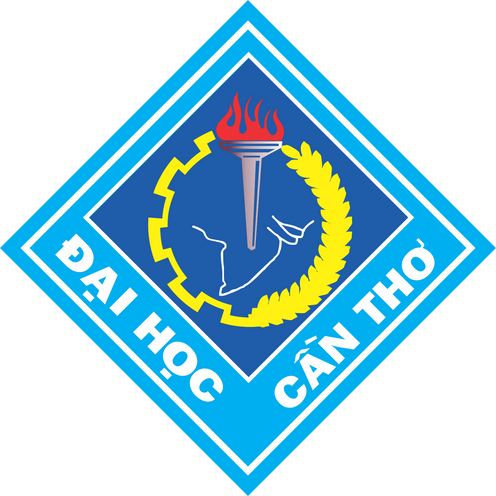 ĐẠI HỌC
CẦN THƠ